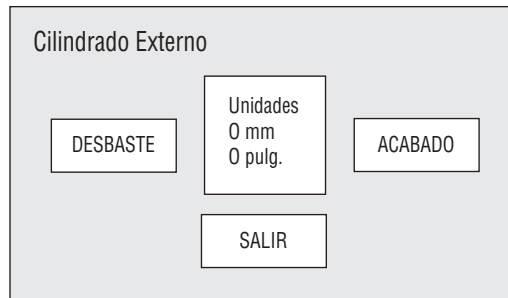 Cilindrado Externo
DESBASTE
Unidades
O mm
O pulg.
ACABADO
SALIR